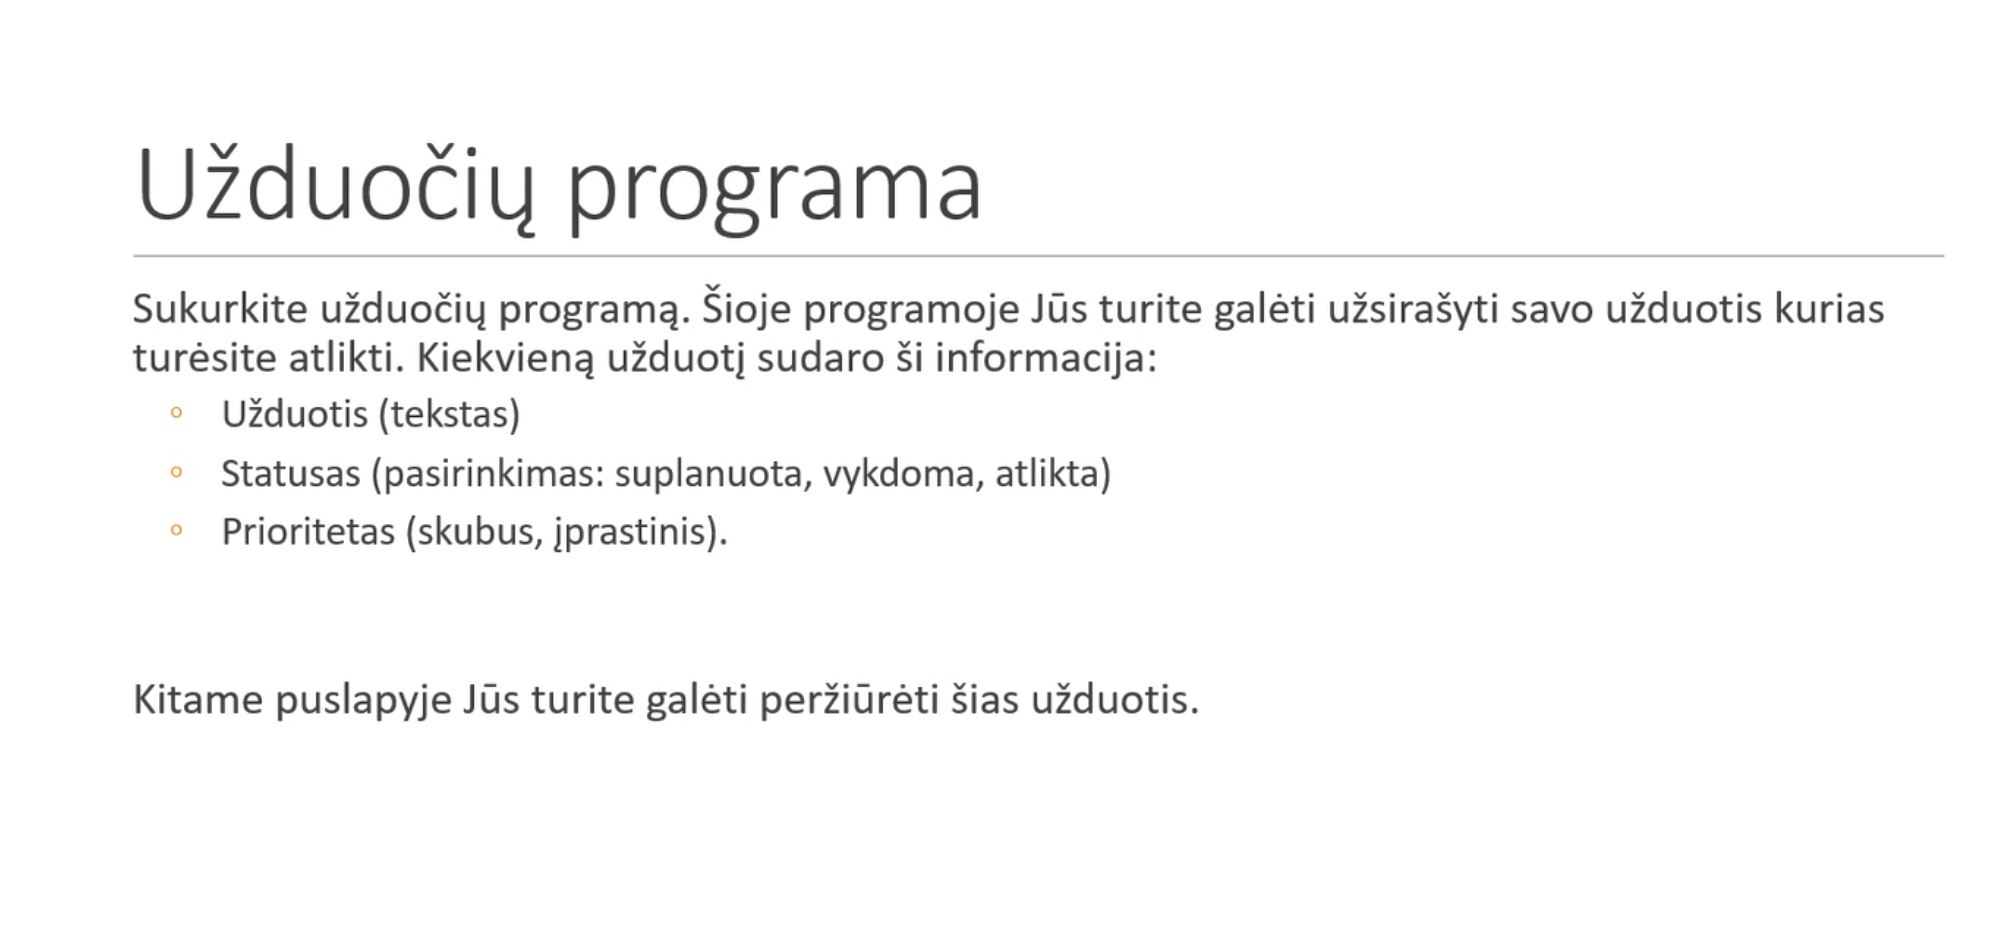 Užduočių programa
Sukurkite užduočių programą. Šioje programoje Jūs turite galėti užsirašyti savo užduotis kurias
turėsite atlikti. Kiekvieną užduotį sudaro ši informacija:
Užduotis (tekstas)
Statusas (pasirinkimas: suplanuota, vykdoma, atlikta)
Prioritetas (skubus, įprastinis).
Kitame puslapyje Jūs turite galėti peržiūrėti šias užduotis.